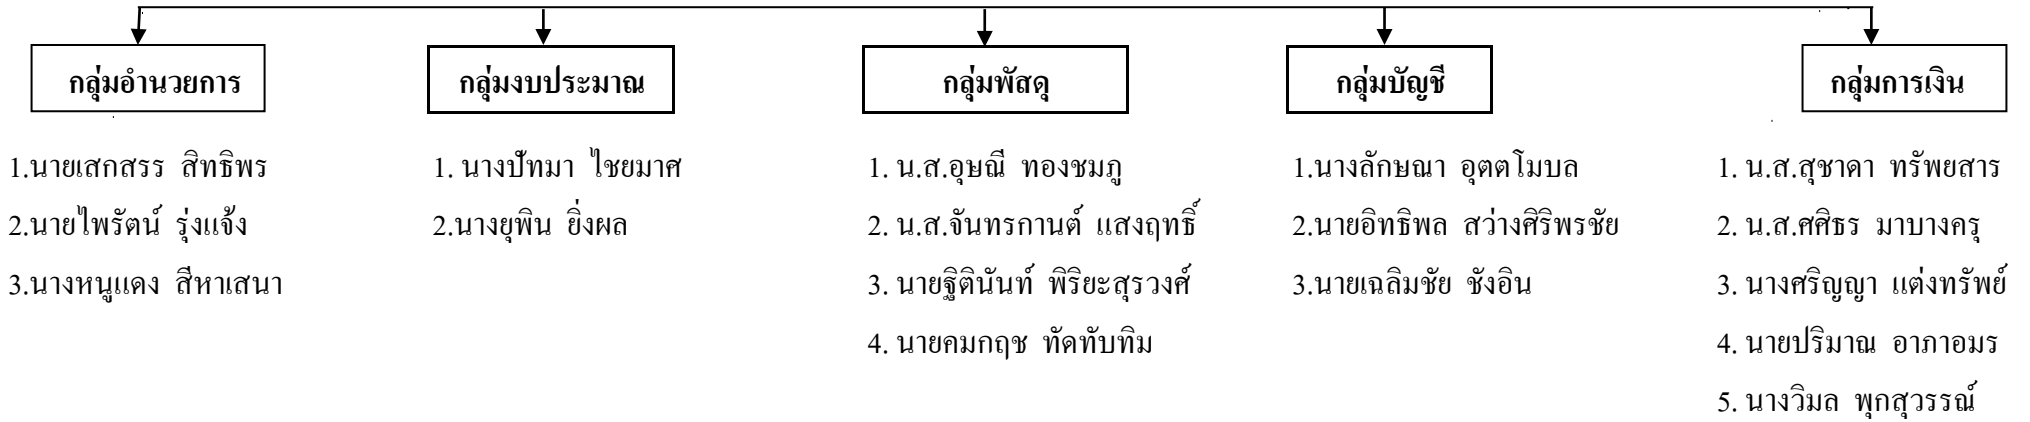 กลุ่มอำนวยการ
1.นายเสกสรร สิทธิพร
2.นายไพรัตน์ รุ่งแจ้ง
3.นางหนูแดง สีหาเสนา
กลุ่มงบประมาณ
1. นางปัทมา ไชยมาศ
2.นางยุพิน ยิ่งผล
กลุ่มพัสดุ
1. น.ส.อุษณี ทองชมภู
2. น.ส.จันทรกานต์ แสงฤทธิ์
3. นายฐิตินันท์ พิริยะสุรวงศ์
4. นายคมกฤช ทัดทับทิม
กลุ่มบัญชี
1.นางลักษณา อุตตโมบล
2.นายอิทธิพล สว่างศิริพรชัย
3.นายเฉลิมชัย ชังอิน
กลุ่มการเงิน
1. น.ส.สุชาดา ทรัพยสาร
2. น.ส.ศศิธร มาบางครุ
3. นางศริญญา แต่งทรัพย์
4. นายปริมาณ อาภาอมร
5. นางวิมล พุกสุวรรณ์